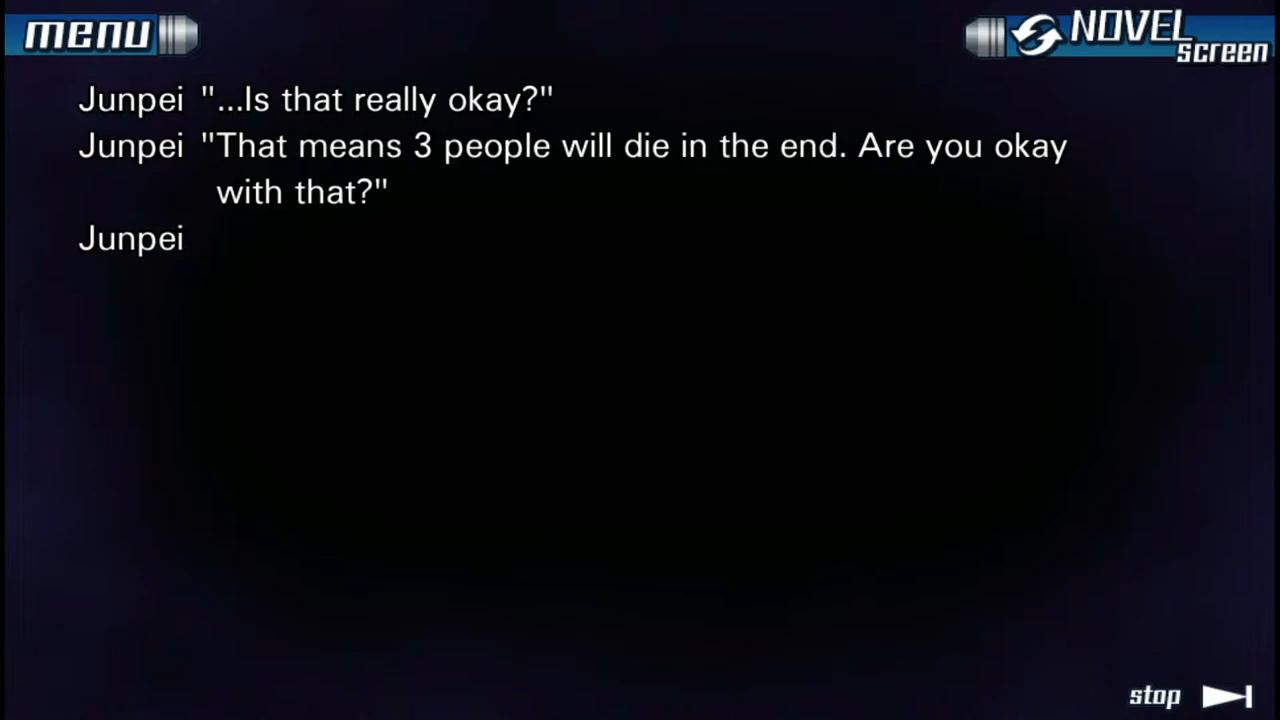 menu
NOVEL
screen
Junpei "...Is that really okay?"
Junpei "That means 3 people will die in the end. Are you okay
with that?"
Junpei
stop